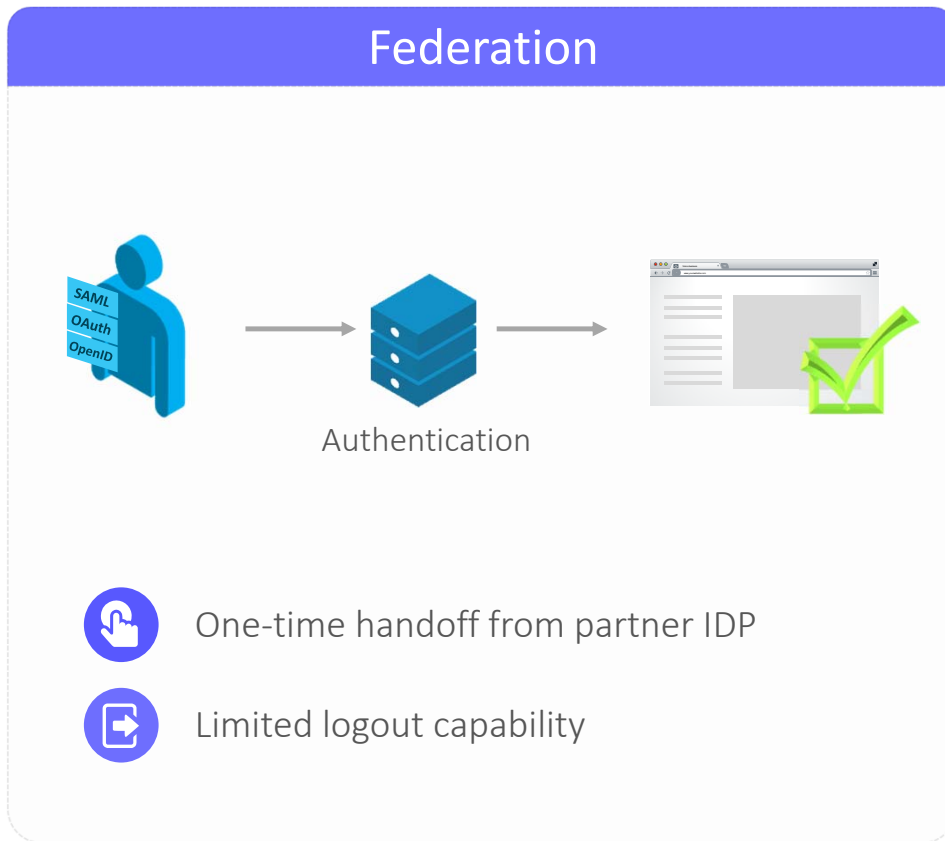 Federation
SAML
OAuth
OpenID
Authentication
One-time handoff from partner IDP
Limited logout capability